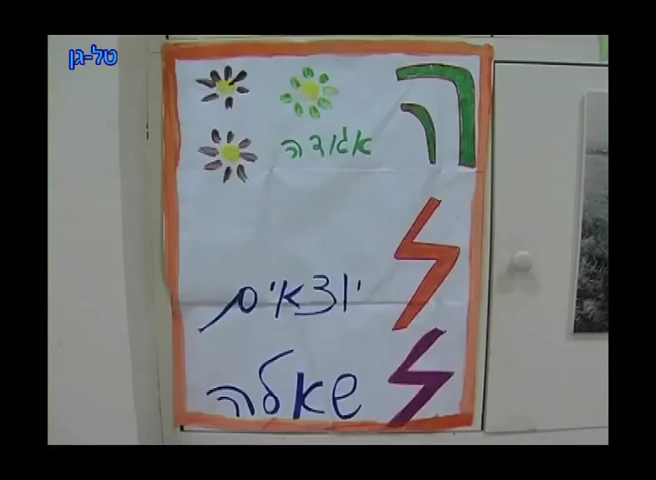 טל-גן
ה אגודה
ל יוצאים
ל שאלה